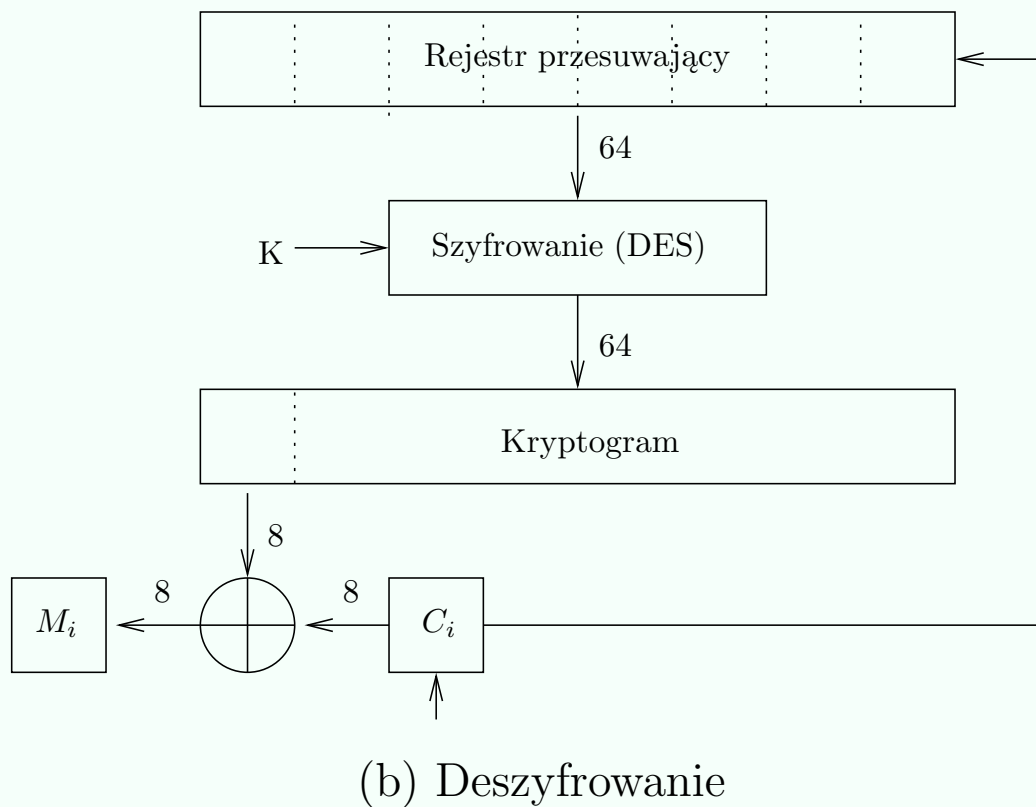 Rejestr przesuwający
64
K
Szyfrowanie (DES)
64
Kryptogram
8
8
8
M_i
C_i
(b) Deszyfrowanie